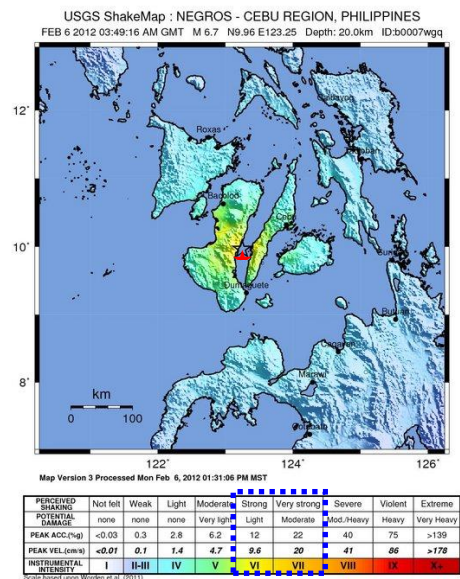 USGS ShakeMap : NEGROS - CEBU REGION, PHILIPPINES
FEB 6 2012 03:49:16 AM GMT M 6.7 N9.96 E123.25 Depth: 20.0km ID:b0007wgq
12˚
10˚
8˚
Roxas
Bacolod
Dumaguete
Butuan
Cagayan
Marawi
Cotabato
km
0 100
122˚ 124˚ 126˚
Map Version 3 Processed Mon Feb 6, 2012 01:31:06 PM MST
PERCEIVED SHAKING Not felt Weak Light Moderate Strong Very strong Severe Violent Extreme
POTENTIAL DAMAGE none none none Very light Light Moderate Mod./Heavy Heavy Very Heavy
PEAK ACC.(%g) <0.03 0.3 2.8 6.2 12 22 40 75 >139
PEAK VEL.(cm/s) <0.01 0.1 1.4 4.7 9.6 20 41 86 >178
INSTRUMENTAL INTENSITY I II-III IV V VI VII VIII IX X+
Scale based upon Worden et al. (2011)